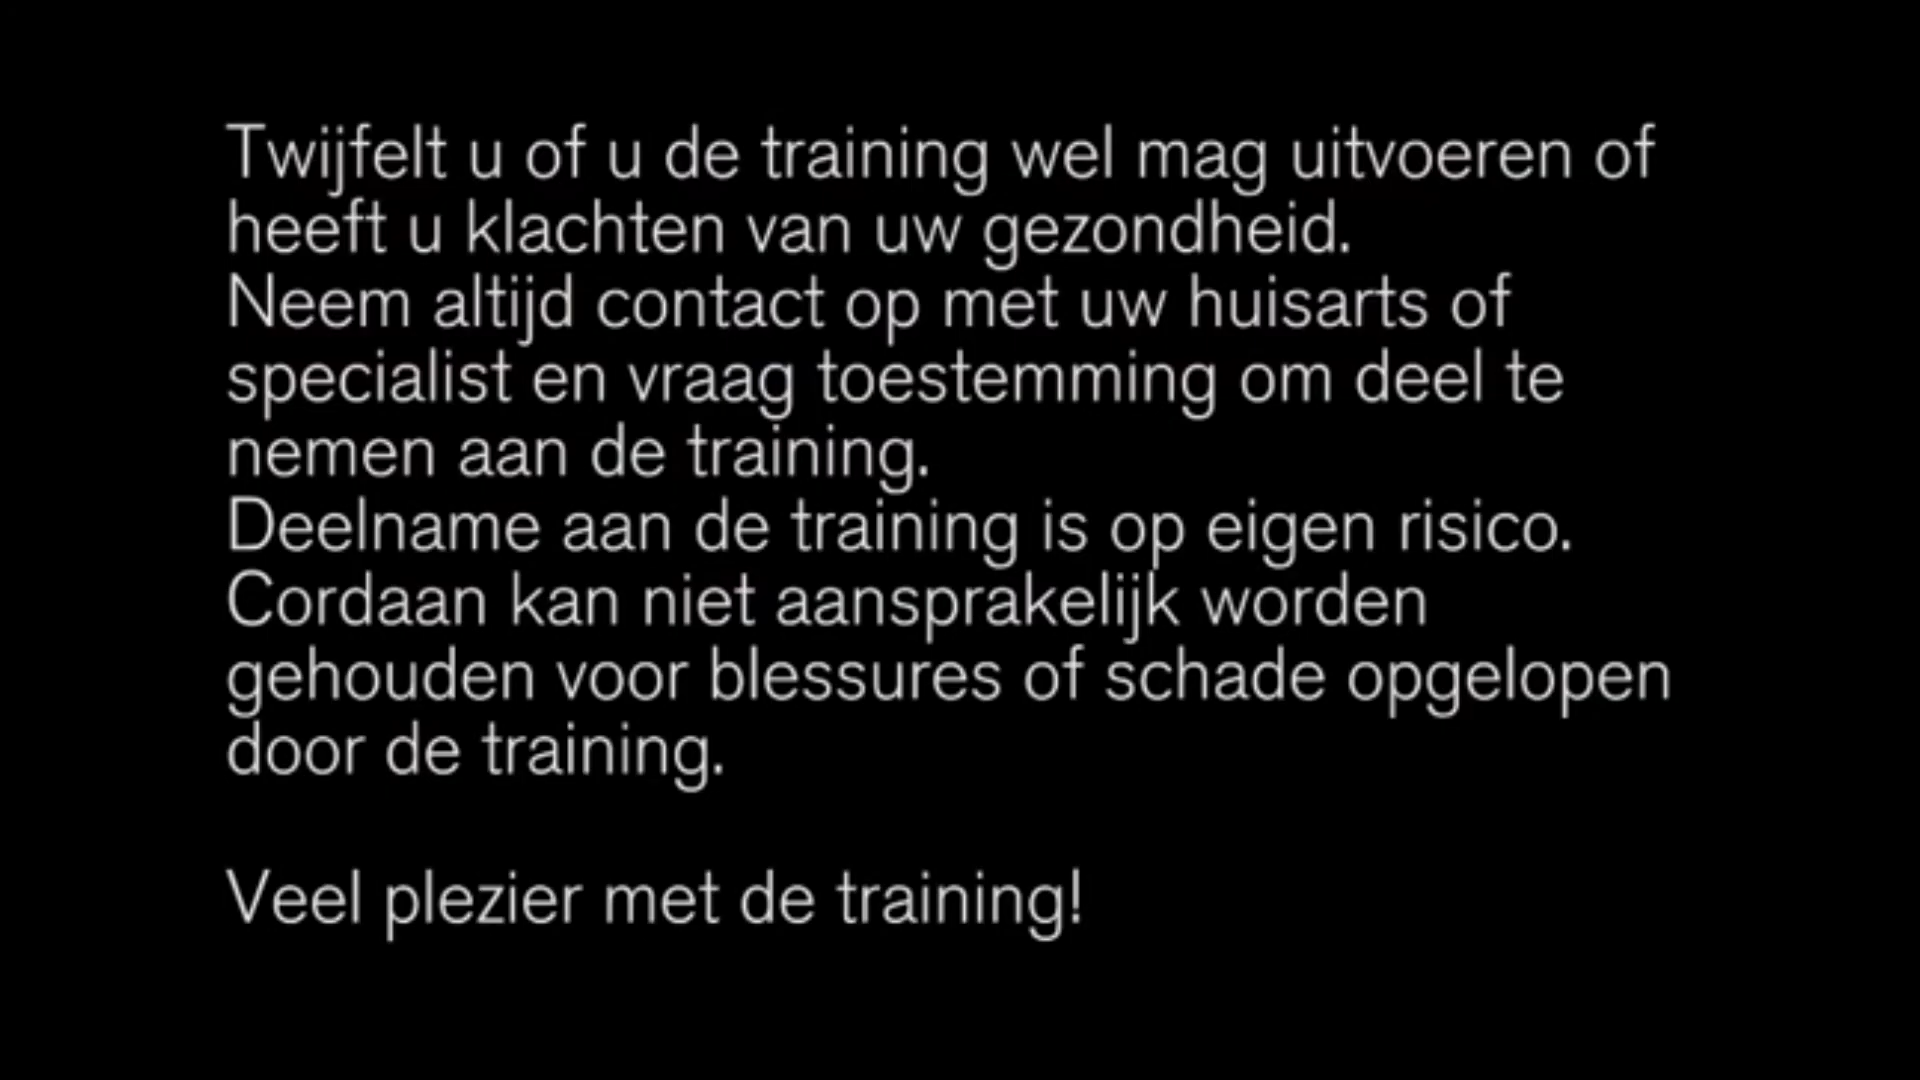 Twijfelt u of u de training wel mag uitvoeren of
heeft u klachten van uw gezondheid.
Neem altijd contact op met uw huisarts of
specialist en vraag toestemming om deel te
nemen aan de training.
Deelname aan de training is op eigen risico.
Cordaan kan niet aansprakelijk worden
gehouden voor blessures of schade opgelopen
door de training.
Veel plezier met de training!